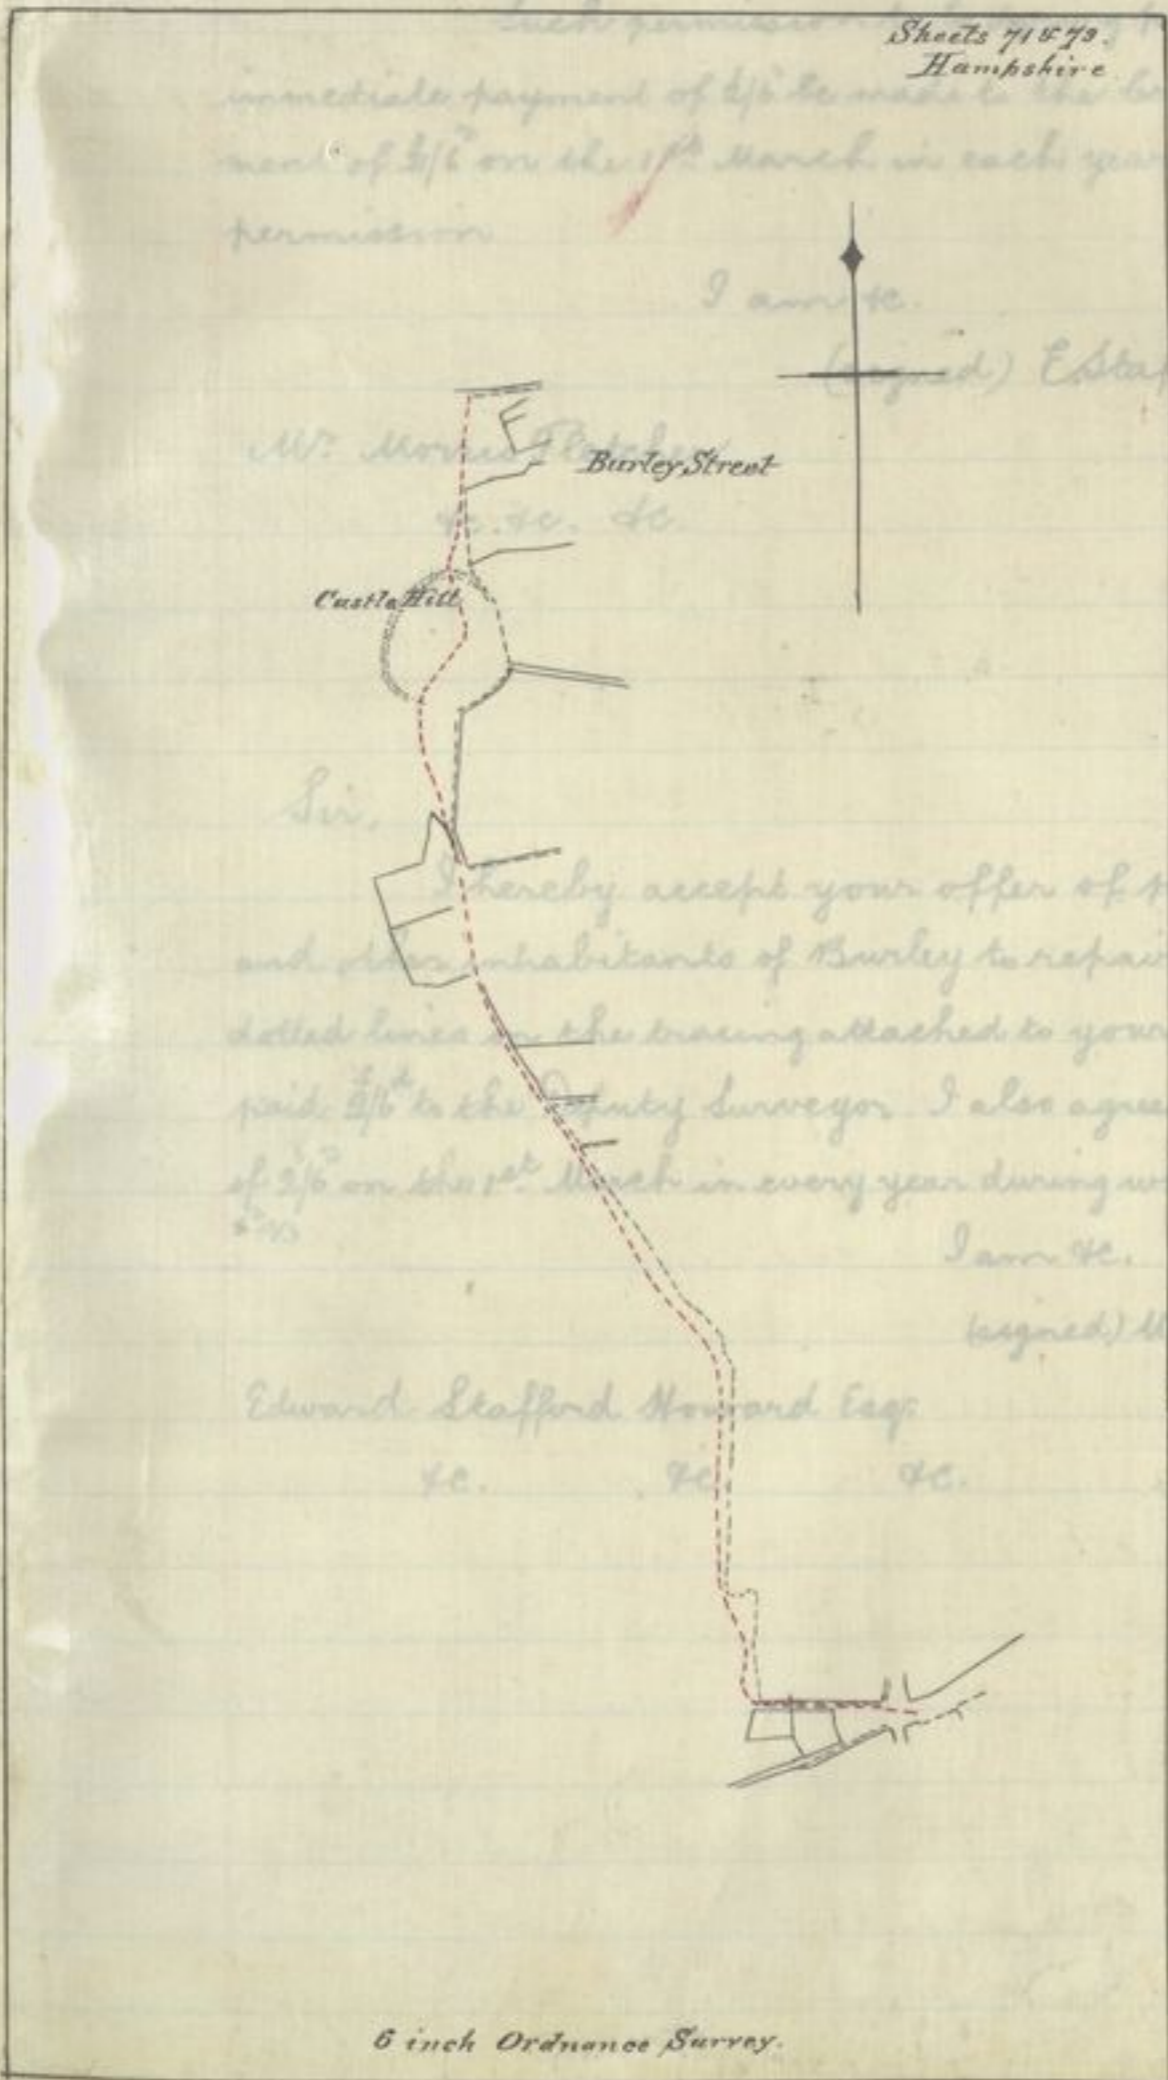 Such permission
Sheets 71 & 79.
Hampshire
immediate payment of 2/6 be made to the
ment of 2/6 on the 1st March in each year
permission
I am &c.
(signed) E. Staf
Mr. Morris Fletcher
Burley Street
&c. &c. &c.
Castle Hill
Sir,
I hereby accept your offer of
and other inhabitants of Burley to repair
dotted lines on the tracing attached to your
paid 2/6 to the Deputy Surveyor. I also agree
of 2/6 on the 1st March in every year during
I am &c.
(signed) M
Edward Stafford Howard Esq:
&c. &c. &c.
6 inch Ordnance Survey.